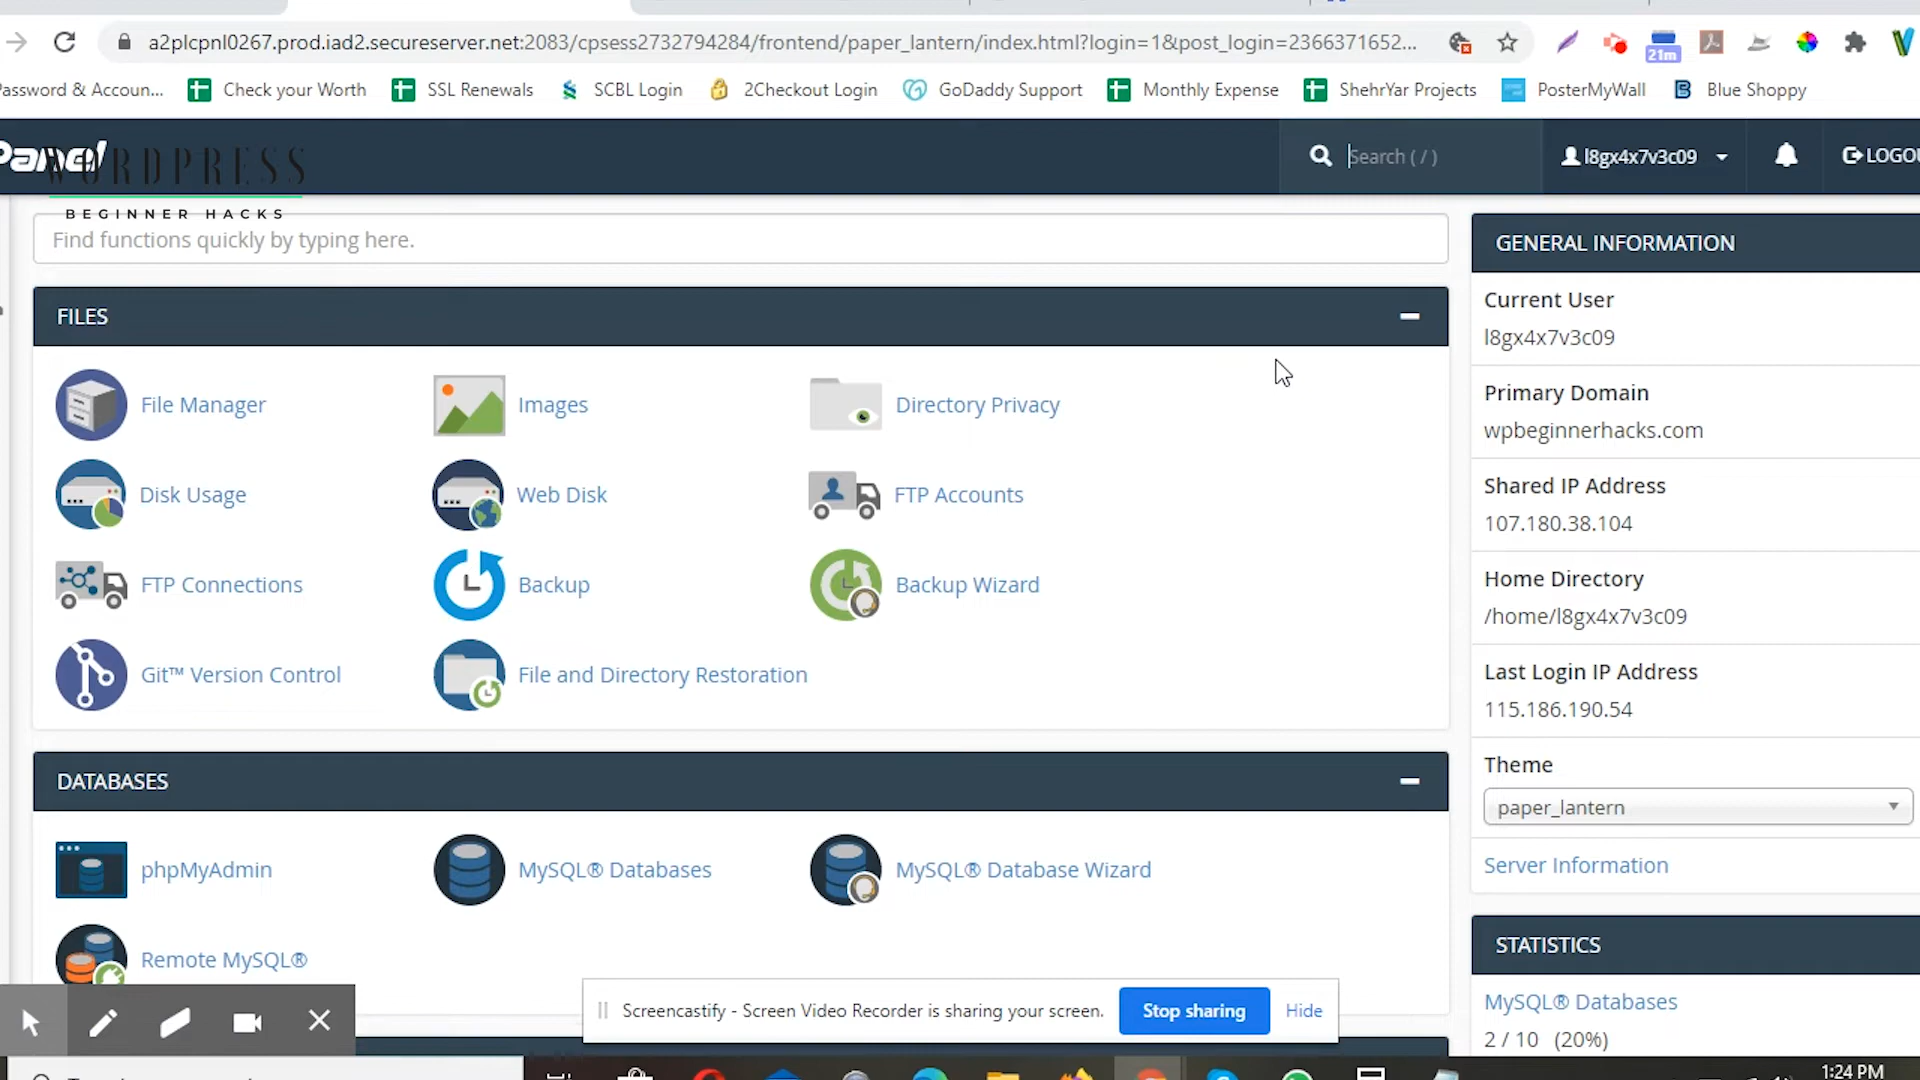 a2plcpnl0267.prod.iad2.secureserver.net:2083/cpsess2732794284/frontend/paper_lantern/index.html?login=1&post_login=2366371652...
21m
assword & Accoun...
Check your Worth
SSL Renewals
SCBL Login
2Checkout Login
GoDaddy Support
Monthly Expense
ShehrYar Projects
PosterMyWall
Blue Shoppy
Panel
WORDPRESS
BEGINNER HACKS
Search ( / )
l8gx4x7v3c09
LOGOU
Find functions quickly by typing here.
FILES
File Manager
Images
Directory Privacy
Disk Usage
Web Disk
FTP Accounts
FTP Connections
Backup
Backup Wizard
Git™ Version Control
File and Directory Restoration
DATABASES
phpMyAdmin
MySQL® Databases
MySQL® Database Wizard
Remote MySQL®
GENERAL INFORMATION
Current User
l8gx4x7v3c09
Primary Domain
wpbeginnerhacks.com
Shared IP Address
107.180.38.104
Home Directory
/home/l8gx4x7v3c09
Last Login IP Address
115.186.190.54
Theme
paper_lantern
Server Information
STATISTICS
MySQL® Databases
2 / 10 (20%)
Screencastify - Screen Video Recorder is sharing your screen.
Stop sharing
Hide
1:24 PM